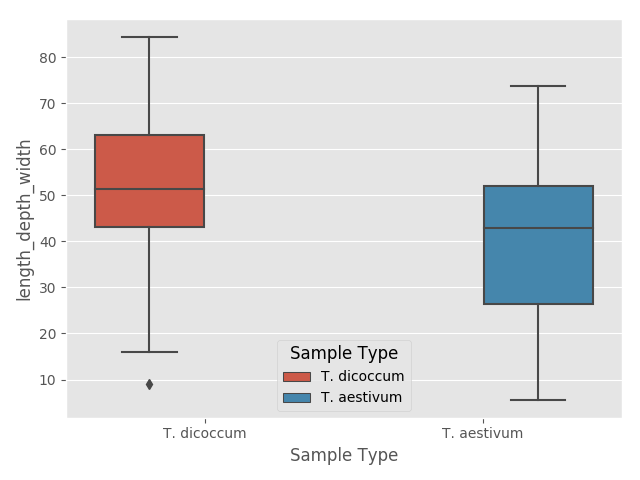 80
70
60
50
40
30
20
10
length_depth_width
Sample Type
T. dicoccum
T. aestivum
T. dicoccum
T. aestivum
Sample Type